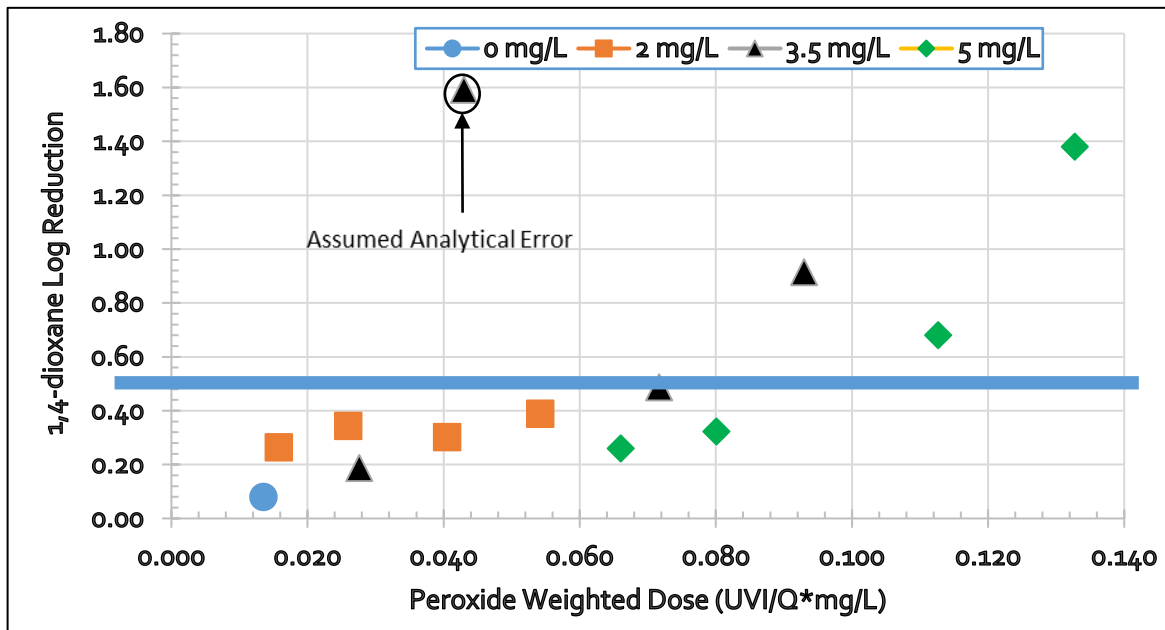 0 mg/L 2 mg/L 3.5 mg/L 5 mg/L
1.80
1.60
1.40
1.20
1.00
0.80
0.60
0.40
0.20
0.00
1,4-dioxane Log Reduction
Assumed Analytical Error
0.000 0.020 0.040 0.060 0.080 0.100 0.120 0.140
Peroxide Weighted Dose (UVI/Q*mg/L)